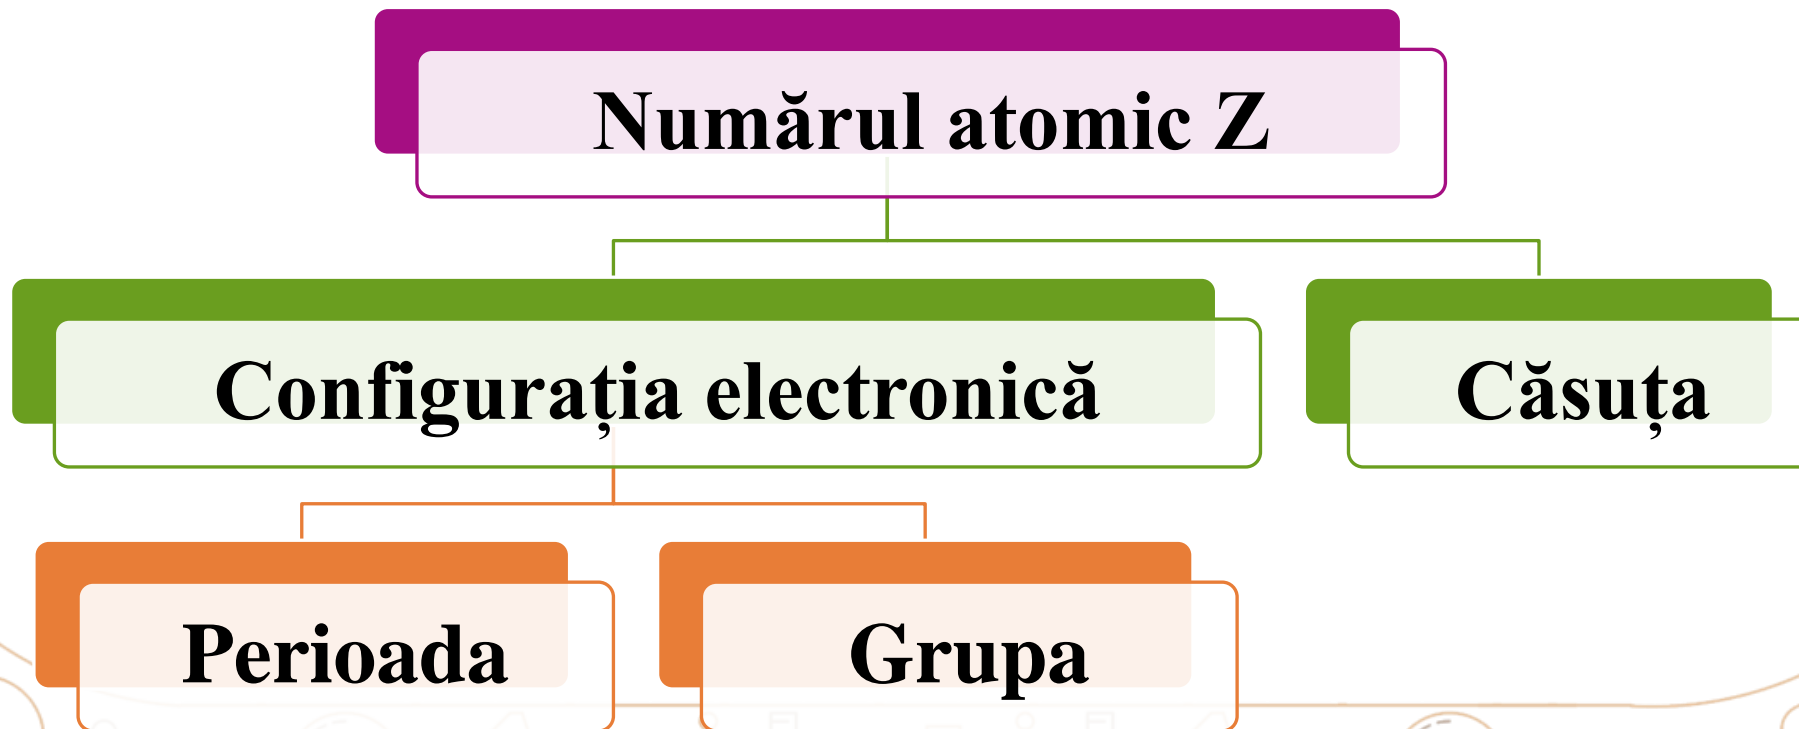 Numărul atomic Z
Configurația electronică
Căsuța
Perioada
Grupa